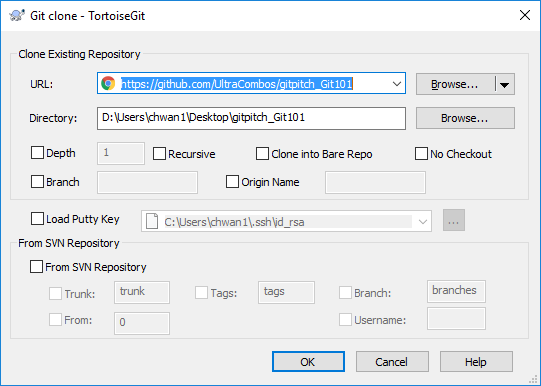 Git clone - TortoiseGit
Clone Existing Repository
URL: https://github.com/UltraCombos/gitpitch_Git101 Browse...
Directory: D:\Users\chwan1\Desktop\gitpitch_Git101 Browse...
Depth 1 Recursive Clone into Bare Repo No Checkout
Branch Origin Name
Load Putty Key C:\Users\chwan1\.ssh\id_rsa ...
From SVN Repository
From SVN Repository
Trunk: trunk Tags: tags Branch: branches
From: 0 Username:
OK Cancel Help